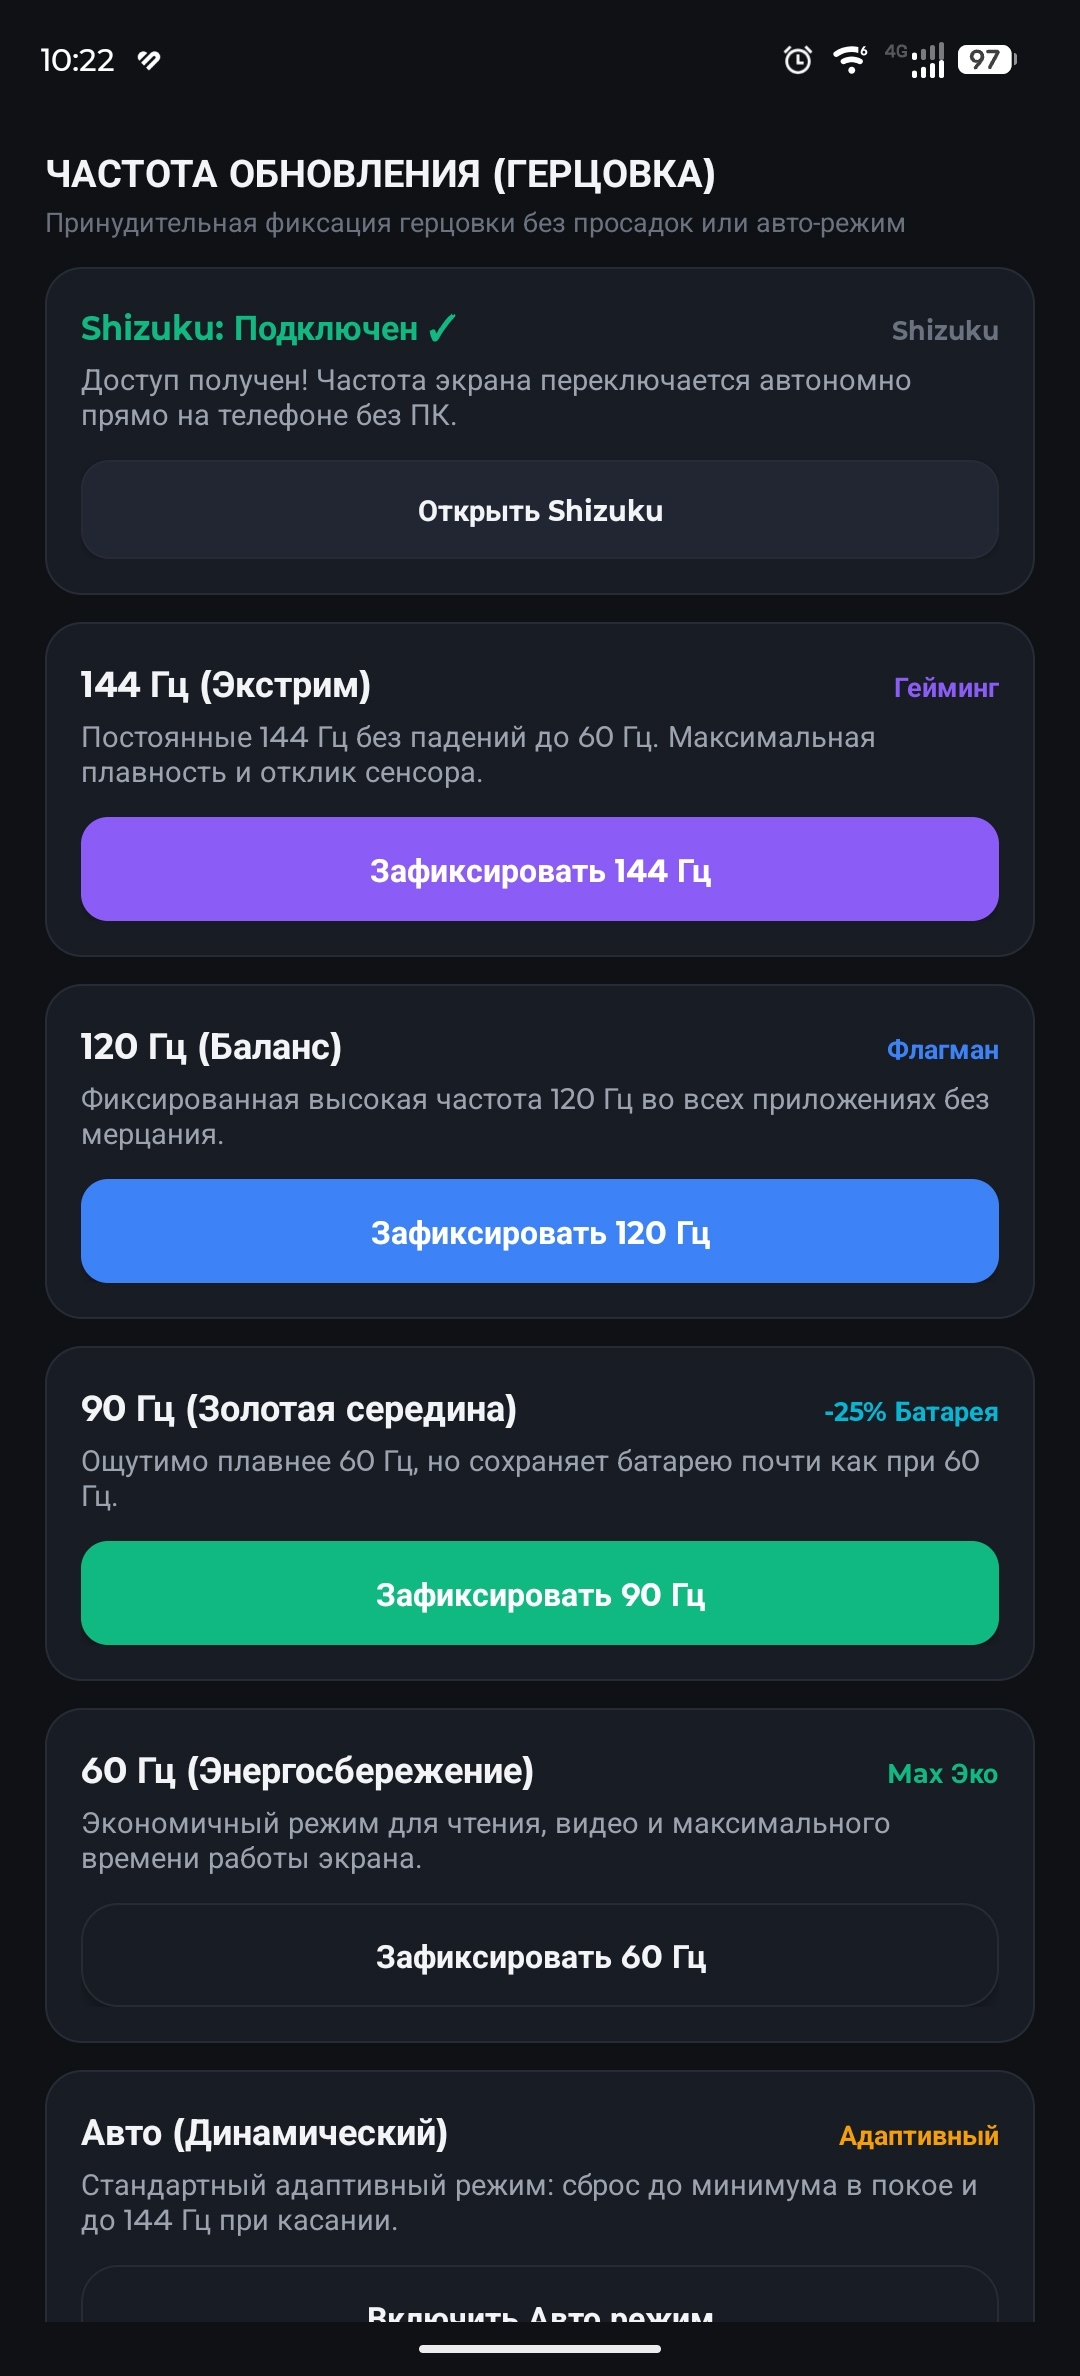 10:22
6 4G 97
ЧАСТОТА ОБНОВЛЕНИЯ (ГЕРЦОВКА)
Принудительная фиксация герцовки без просадок или авто-режим
Shizuku: Подключен ✓
Shizuku
Доступ получен! Частота экрана переключается автономно
прямо на телефоне без ПК.
Открыть Shizuku
144 Гц (Экстрим)
Гейминг
Постоянные 144 Гц без падений до 60 Гц. Максимальная
плавность и отклик сенсора.
Зафиксировать 144 Гц
120 Гц (Баланс)
Флагман
Фиксированная высокая частота 120 Гц во всех приложениях без
мерцания.
Зафиксировать 120 Гц
90 Гц (Золотая середина)
-25% Батарея
Ощутимо плавнее 60 Гц, но сохраняет батарею почти как при 60
Гц.
Зафиксировать 90 Гц
60 Гц (Энергосбережение)
Max Эко
Экономичный режим для чтения, видео и максимального
времени работы экрана.
Зафиксировать 60 Гц
Авто (Динамический)
Адаптивный
Стандартный адаптивный режим: сброс до минимума в покое и
до 144 Гц при касании.
Включить Авто режим